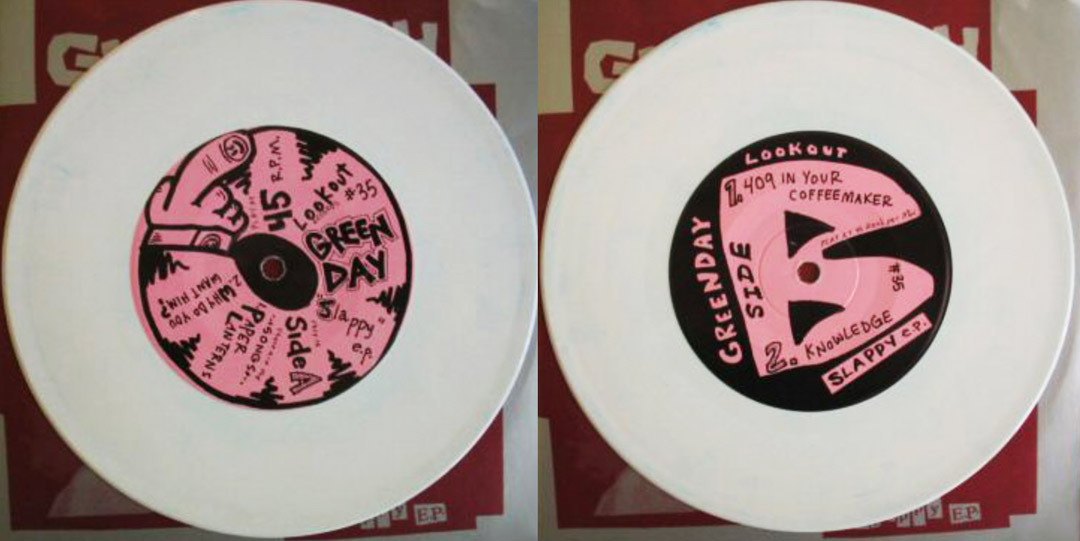 45 R.P.M.
LOOKOUT
#35
GREEN
DAY
"Slappy"
e.p.
Side A
SONGS...
1. PAPER
LANTERNS
2. WHY DO YOU
WANT HIM?
E.P.
LOOKOUT
1. 409 IN YOUR
COFFEEMAKER
GREENDAY
SIDE
#35
2. KNOWLEDGE
SLAPPY e.P.
E.P.